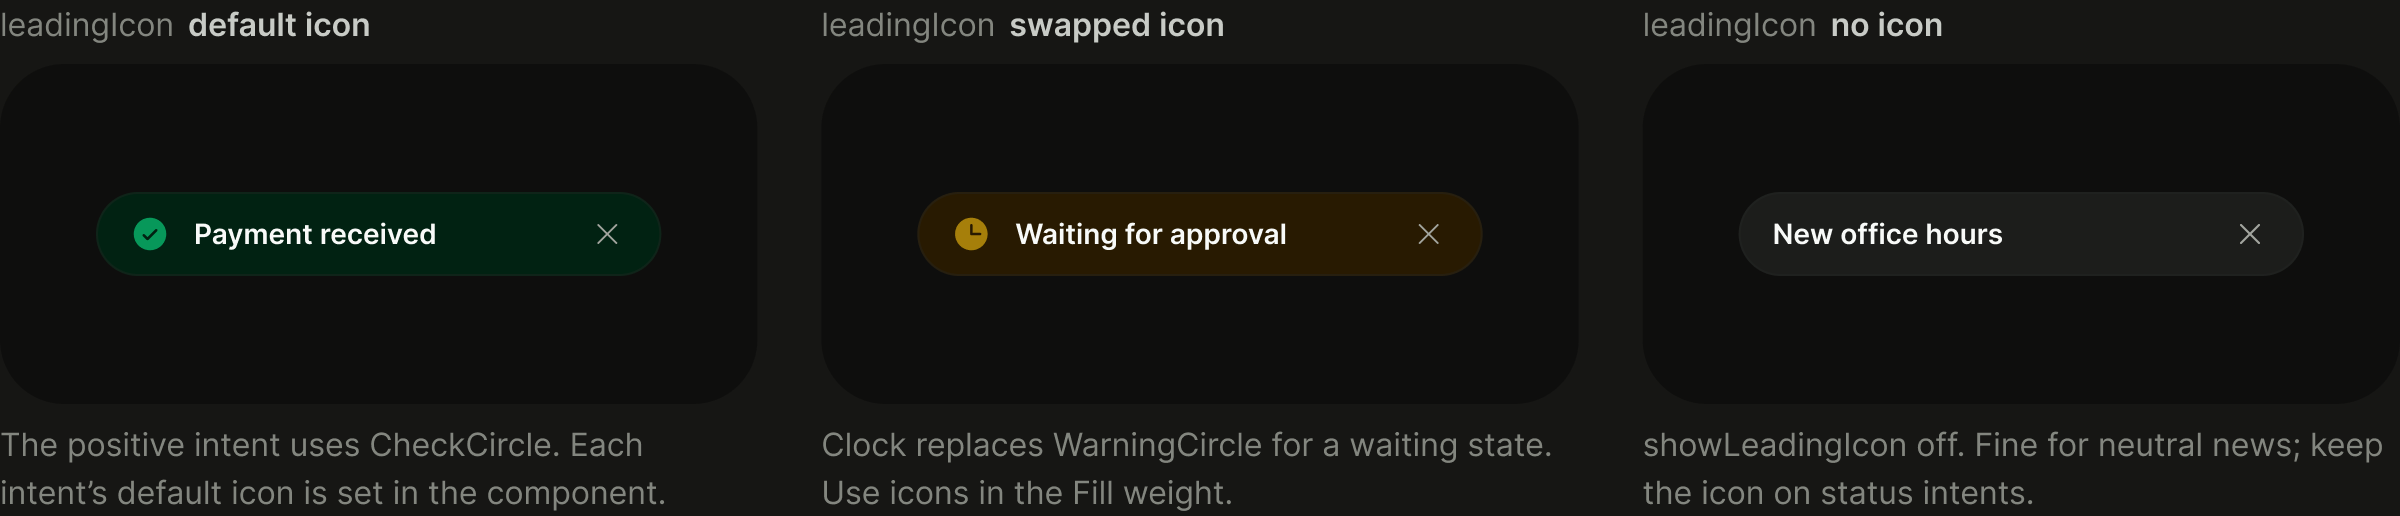 leadingIcon default icon
Payment received
The positive intent uses CheckCircle. Each
intent’s default icon is set in the component.
leadingIcon swapped icon
Waiting for approval
Clock replaces WarningCircle for a waiting state.
Use icons in the Fill weight.
leadingIcon no icon
New office hours
showLeadingIcon off. Fine for neutral news; keep
the icon on status intents.